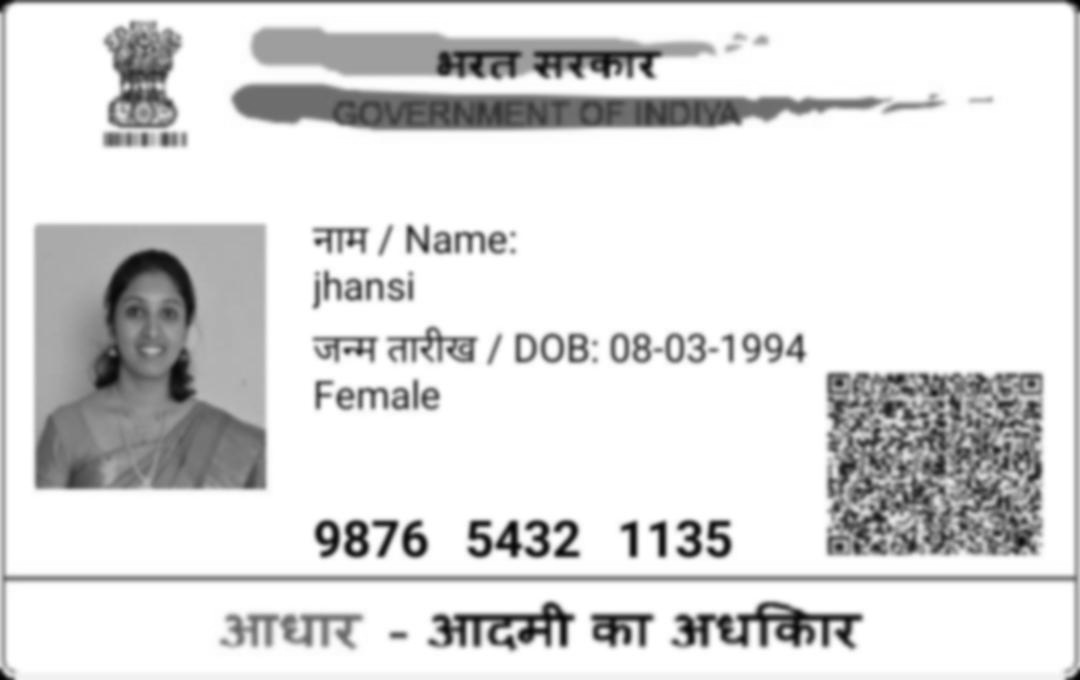 भरत सरकार
GOVERNMENT OF INDIYA
नाम / Name:
jhansi
जन्म तारीख / DOB: 08-03-1994
Female
9876 5432 1135
आधार - आदमी का अधकिार